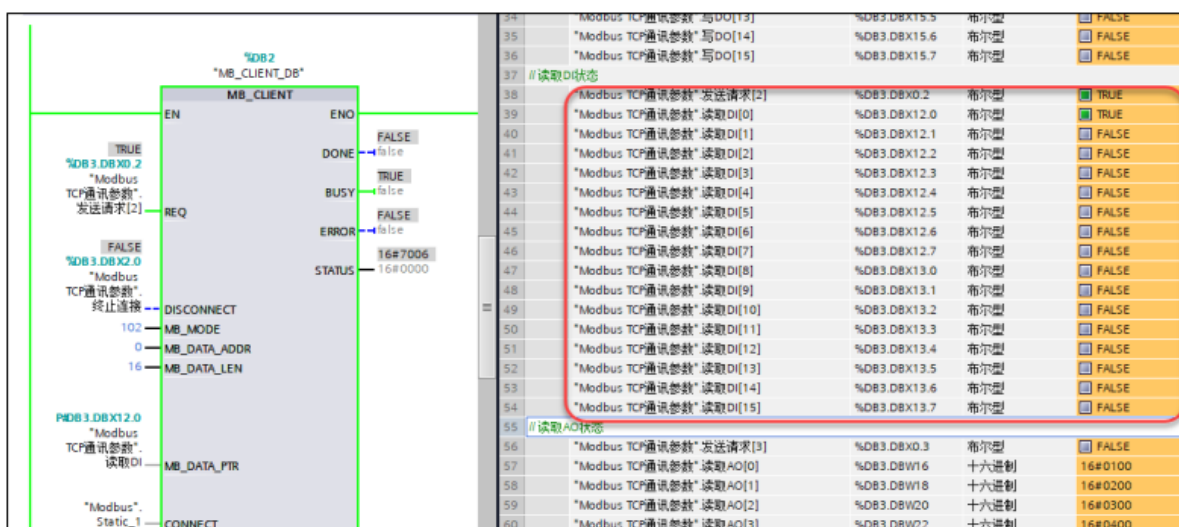 %DB2
"MB_CLIENT_DB"
MB_CLIENT
EN
ENO
FALSE
DONE
false
TRUE
%DB3.DBX0.2
"Modbus
TCP通讯参数".
发送请求[2]
REQ
TRUE
BUSY
false
FALSE
ERROR
false
16#7006
STATUS
16#0000
FALSE
%DB3.DBX2.0
"Modbus
TCP通讯参数".
终止连接
DISCONNECT
102
MB_MODE
0
MB_DATA_ADDR
16
MB_DATA_LEN
P#DB3.DBX12.0
"Modbus
TCP通讯参数".
读取DI
MB_DATA_PTR
"Modbus".
Static_1
CONNECT
34 "Modbus TCP通讯参数".写DO[13] %DB3.DBX15.5 布尔型 FALSE
35 "Modbus TCP通讯参数".写DO[14] %DB3.DBX15.6 布尔型 FALSE
36 "Modbus TCP通讯参数".写DO[15] %DB3.DBX15.7 布尔型 FALSE
37 //读取DI状态
38 "Modbus TCP通讯参数".发送请求[2] %DB3.DBX0.2 布尔型 TRUE
39 "Modbus TCP通讯参数".读取DI[0] %DB3.DBX12.0 布尔型 TRUE
40 "Modbus TCP通讯参数".读取DI[1] %DB3.DBX12.1 布尔型 FALSE
41 "Modbus TCP通讯参数".读取DI[2] %DB3.DBX12.2 布尔型 FALSE
42 "Modbus TCP通讯参数".读取DI[3] %DB3.DBX12.3 布尔型 FALSE
43 "Modbus TCP通讯参数".读取DI[4] %DB3.DBX12.4 布尔型 FALSE
44 "Modbus TCP通讯参数".读取DI[5] %DB3.DBX12.5 布尔型 FALSE
45 "Modbus TCP通讯参数".读取DI[6] %DB3.DBX12.6 布尔型 FALSE
46 "Modbus TCP通讯参数".读取DI[7] %DB3.DBX12.7 布尔型 FALSE
47 "Modbus TCP通讯参数".读取DI[8] %DB3.DBX13.0 布尔型 FALSE
48 "Modbus TCP通讯参数".读取DI[9] %DB3.DBX13.1 布尔型 FALSE
49 "Modbus TCP通讯参数".读取DI[10] %DB3.DBX13.2 布尔型 FALSE
50 "Modbus TCP通讯参数".读取DI[11] %DB3.DBX13.3 布尔型 FALSE
51 "Modbus TCP通讯参数".读取DI[12] %DB3.DBX13.4 布尔型 FALSE
52 "Modbus TCP通讯参数".读取DI[13] %DB3.DBX13.5 布尔型 FALSE
53 "Modbus TCP通讯参数".读取DI[14] %DB3.DBX13.6 布尔型 FALSE
54 "Modbus TCP通讯参数".读取DI[15] %DB3.DBX13.7 布尔型 FALSE
55 //读取AO状态
56 "Modbus TCP通讯参数".发送请求[3] %DB3.DBX0.3 布尔型 FALSE
57 "Modbus TCP通讯参数".读取AO[0] %DB3.DBW16 十六进制 16#0100
58 "Modbus TCP通讯参数".读取AO[1] %DB3.DBW18 十六进制 16#0200
59 "Modbus TCP通讯参数".读取AO[2] %DB3.DBW20 十六进制 16#0300
60 "Modbus TCP通讯参数".读取AO[3] %DB3.DBW22 十六进制 16#0400